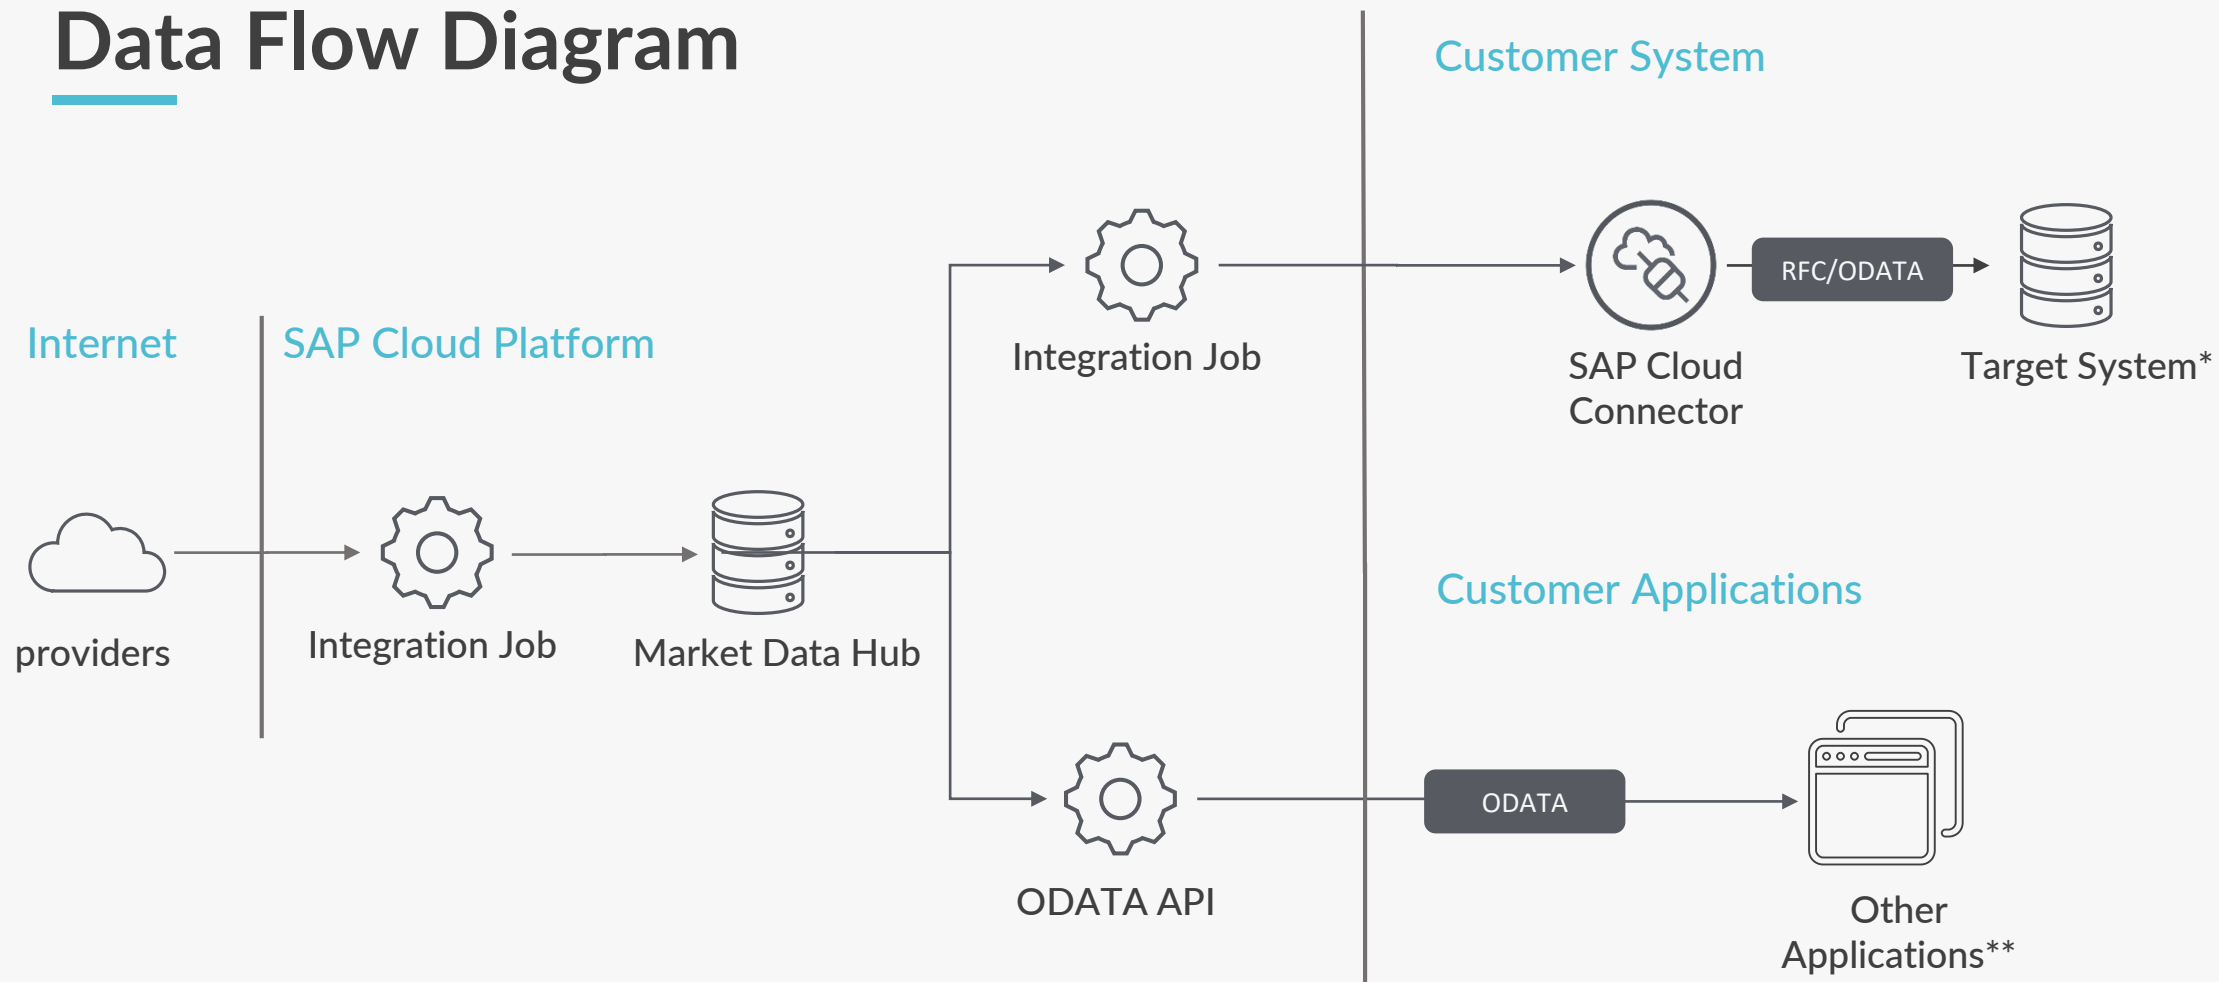 Data Flow Diagram
Customer System
RFC/ODATA
Internet
SAP Cloud Platform
Integration Job
SAP Cloud
Connector
Target System*
Customer Applications
providers
Integration Job
Market Data Hub
ODATA
ODATA API
Other
Applications**